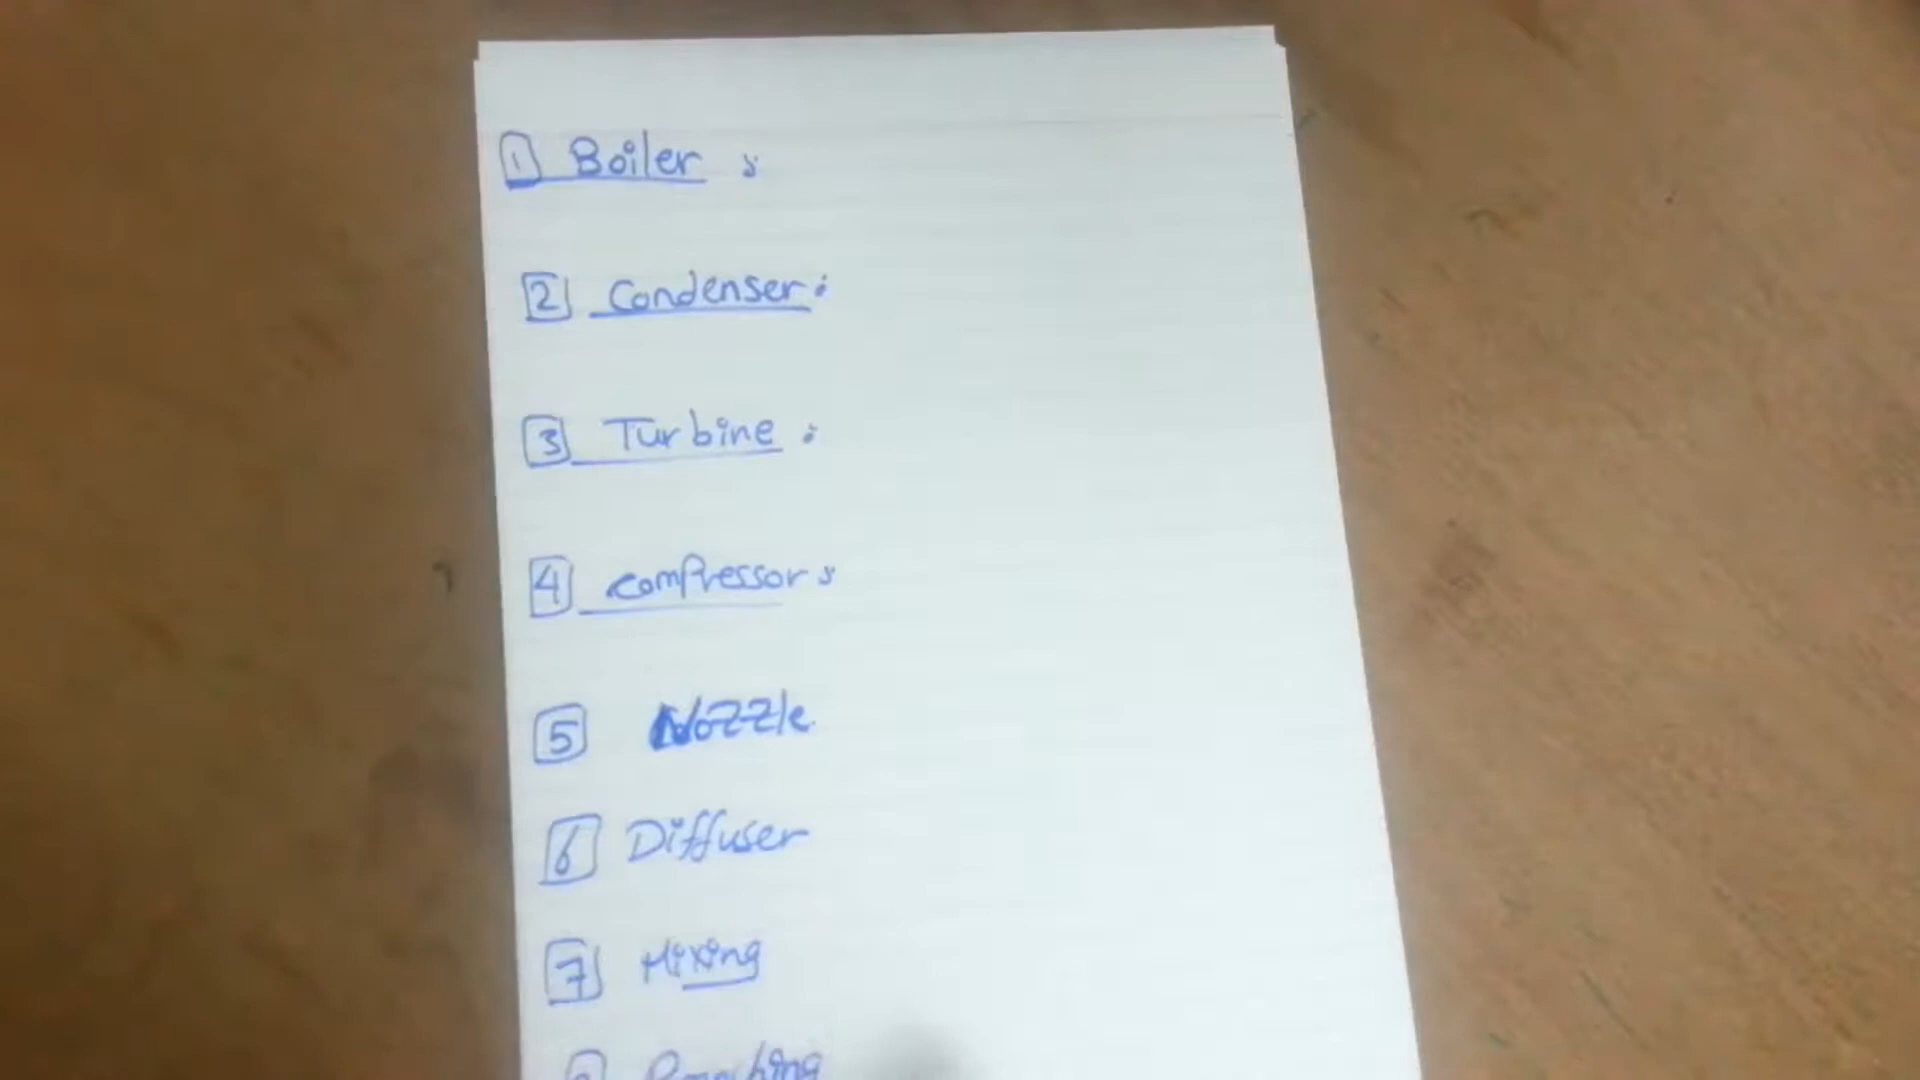 1 Boiler :
2 Condenser :
3 Turbine :
4 compressor :
5 Nozzle
6 Diffuser
7 Mixing